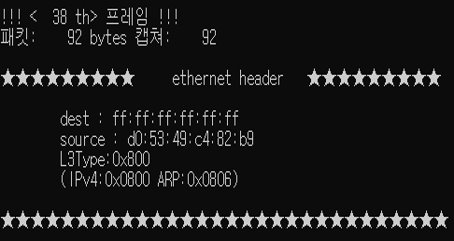 !!! <  38 th> 프레임 !!!
패킷:    92 bytes 캡쳐:    92
★★★★★★★★★    ethernet header   ★★★★★★★★★
dest : ff:ff:ff:ff:ff:ff
source : d0:53:49:c4:82:b9
L3Type:0x800
(IPv4:0x0800 ARP:0x0806)
★★★★★★★★★★★★★★★★★★★★★★★★★★★★★★